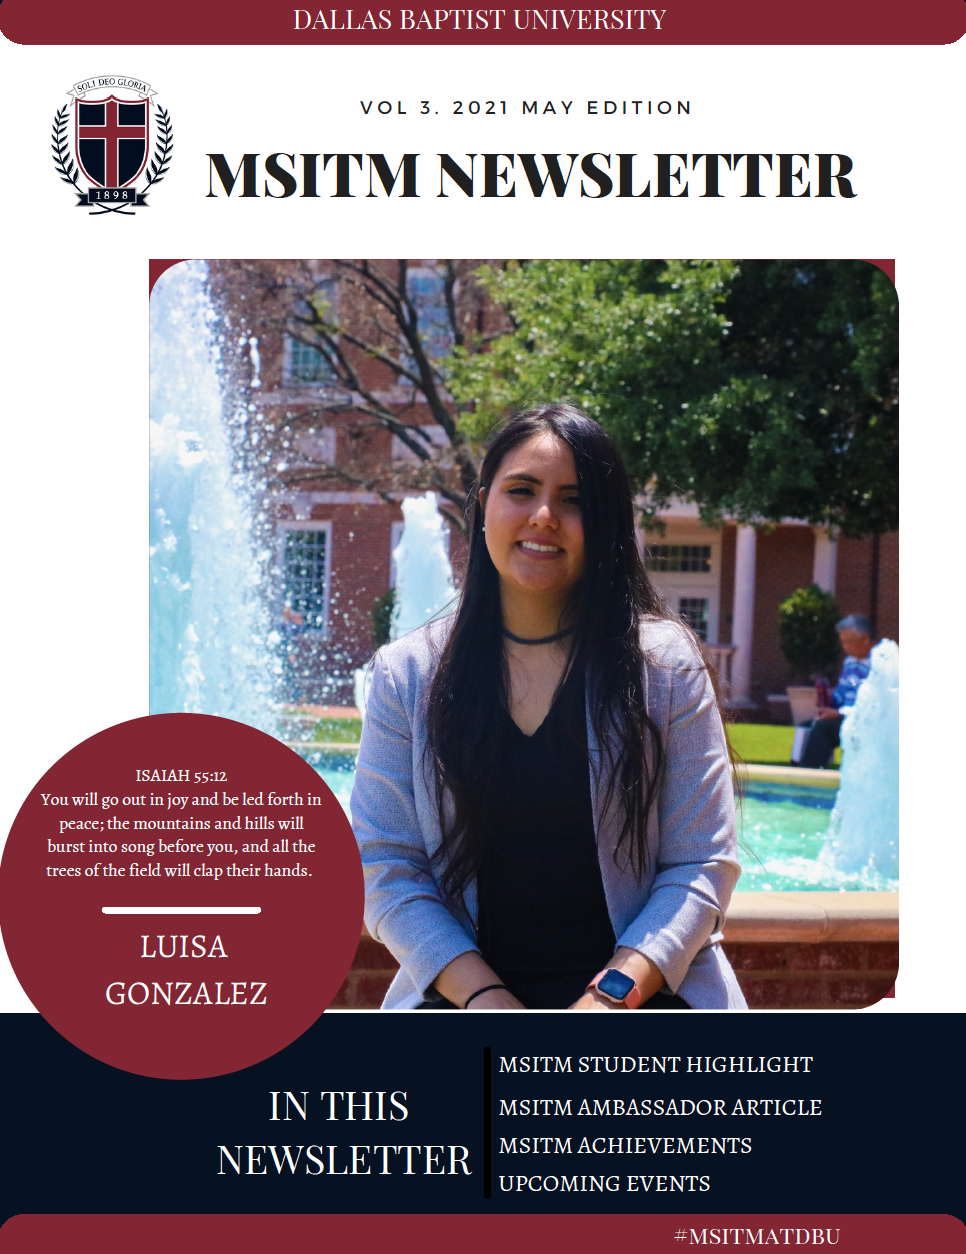 DALLAS BAPTIST UNIVERSITY
SOLI DEO GLORIA
1898
VOL 3. 2021 MAY EDITION
MSITM NEWSLETTER
ISAIAH 55:12
You will go out in joy and be led forth in
peace; the mountains and hills will
burst into song before you, and all the
trees of the field will clap their hands.
LUISA
GONZALEZ
IN THIS
NEWSLETTER
MSITM STUDENT HIGHLIGHT
MSITM AMBASSADOR ARTICLE
MSITM ACHIEVEMENTS
UPCOMING EVENTS
#MSITMATDBU